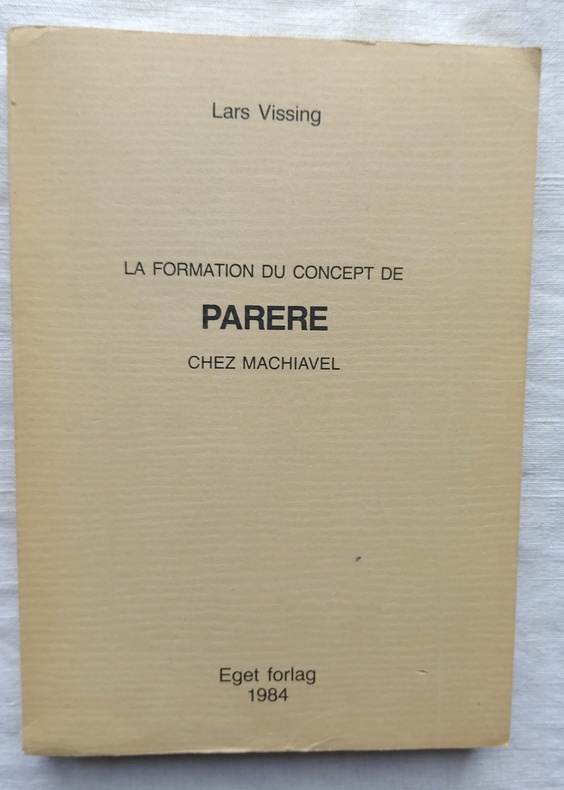 Lars Vissing
LA FORMATION DU CONCEPT DE
PARERE
CHEZ MACHIAVEL
Eget forlag
1984